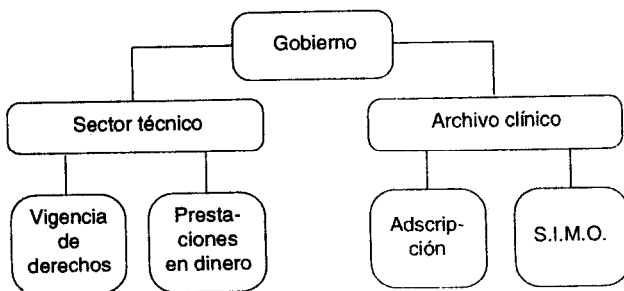 Gobierno
Sector técnico
Archivo clínico
Vigencia
de
derechos
Presta-
ciones
en dinero
Adscrip-
ción
S.I.M.O.